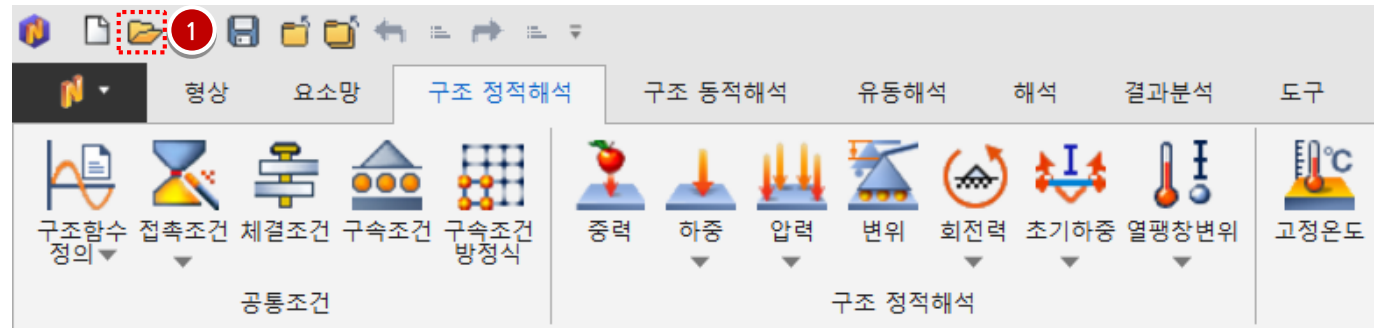 1
형상 요소망 구조 정적해석 구조 동적해석 유동해석 해석 결과분석 도구
구조함수 접촉조건 체결조건 구속조건 구속조건 중력 하중 압력 변위 회전력 초기하중 열팽창변위 고정온도
정의 방정식
공통조건 구조 정적해석